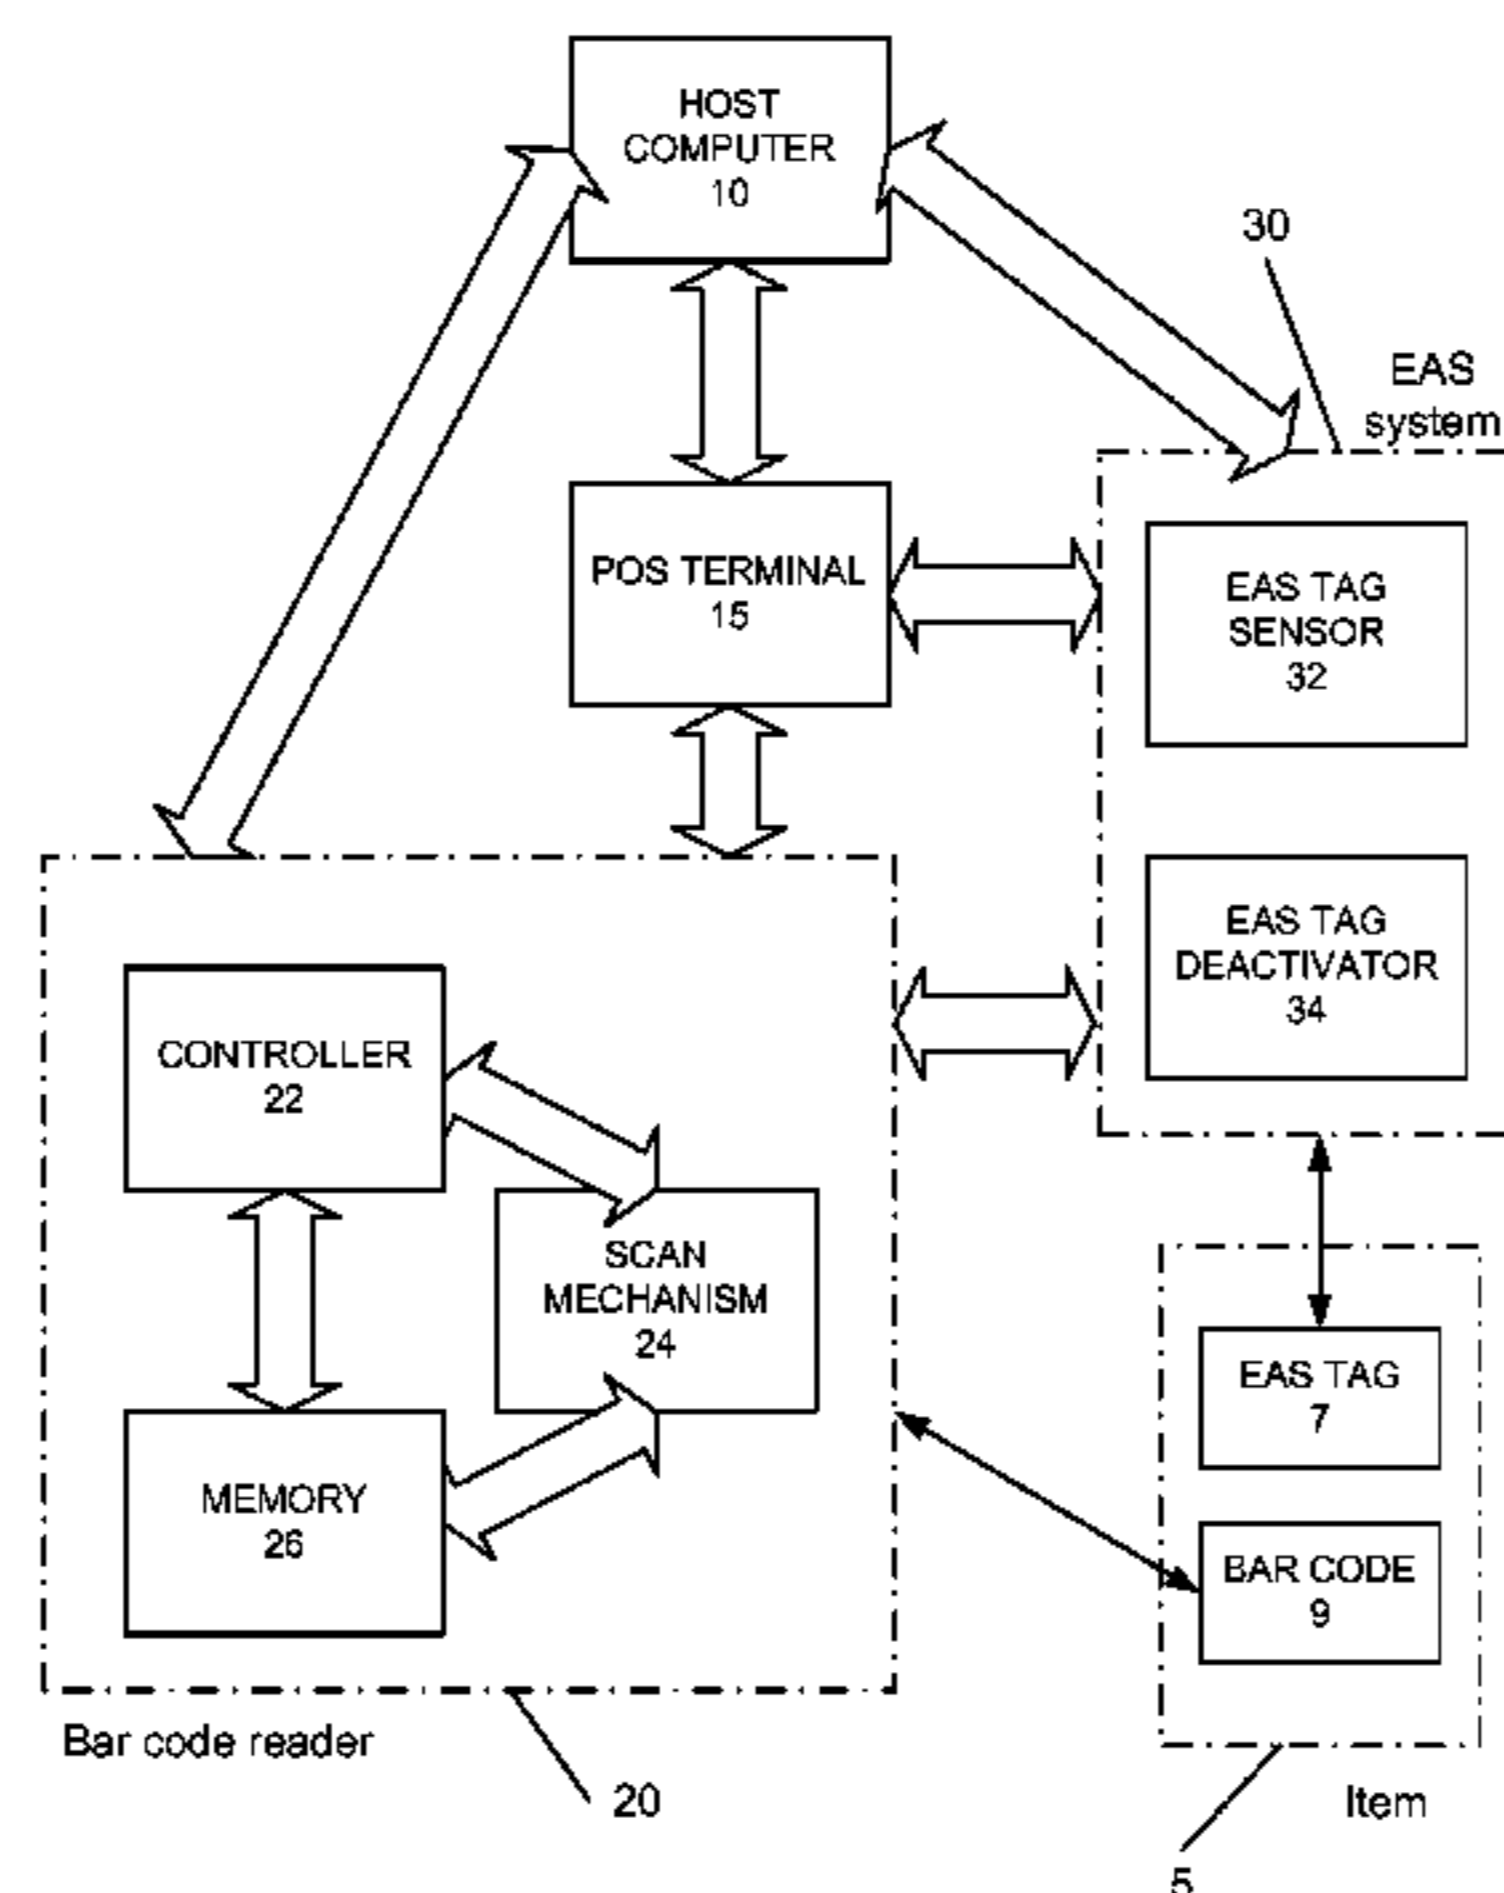 HOST
COMPUTER
10
30
EAS
system
POS TERMINAL
15
EAS TAG
SENSOR
32
EAS TAG
DEACTIVATOR
34
CONTROLLER
22
SCAN
MECHANISM
24
MEMORY
26
EAS TAG
7
BAR CODE
9
Bar code reader
20
Item
5